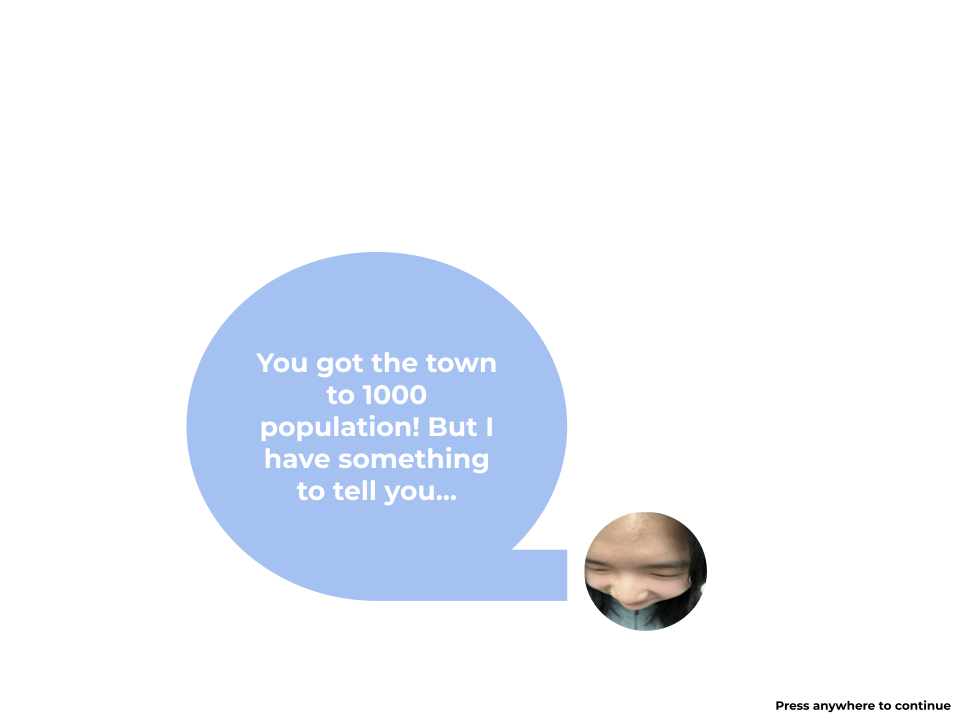 You got the town
to 1000
population! But I
have something
to tell you...
Press anywhere to continue